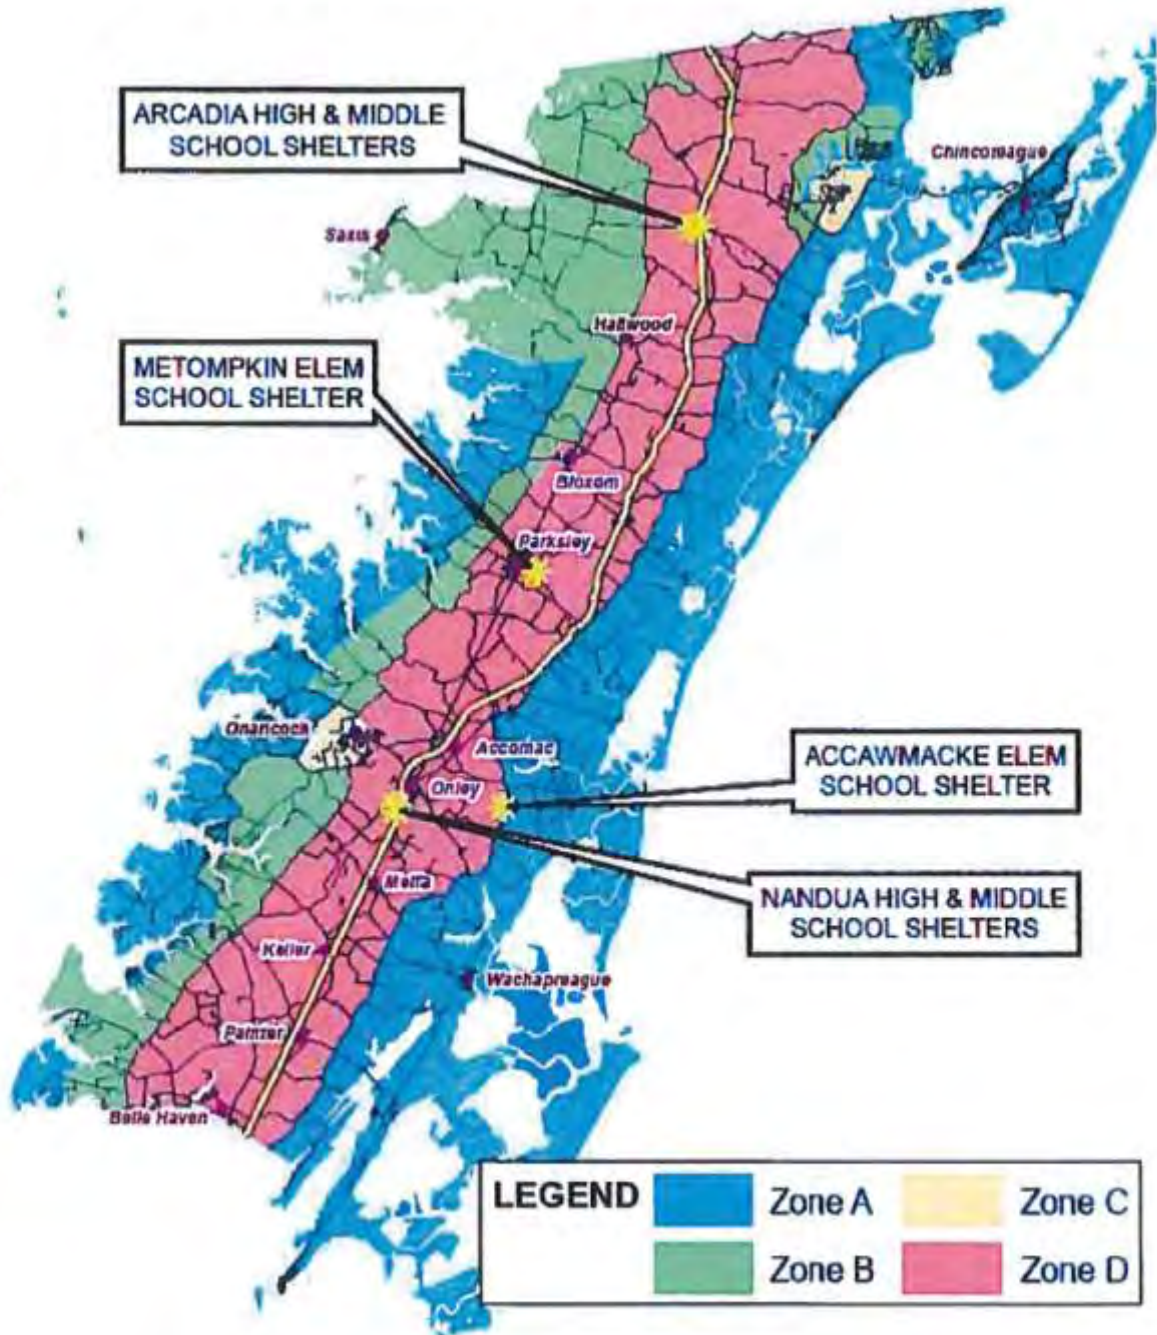 ARCADIA HIGH & MIDDLE
SCHOOL SHELTERS
Chincoteague
Saxis
Hallwood
METOMPKIN ELEM
SCHOOL SHELTER
Bloxom
Parksley
Onancock
Accomac
ACCAWMACKE ELEM
SCHOOL SHELTER
Onley
Melfa
NANDUA HIGH & MIDDLE
SCHOOL SHELTERS
Keller
Wachapreague
Painter
Belle Haven
LEGEND
Zone A
Zone C
Zone B
Zone D